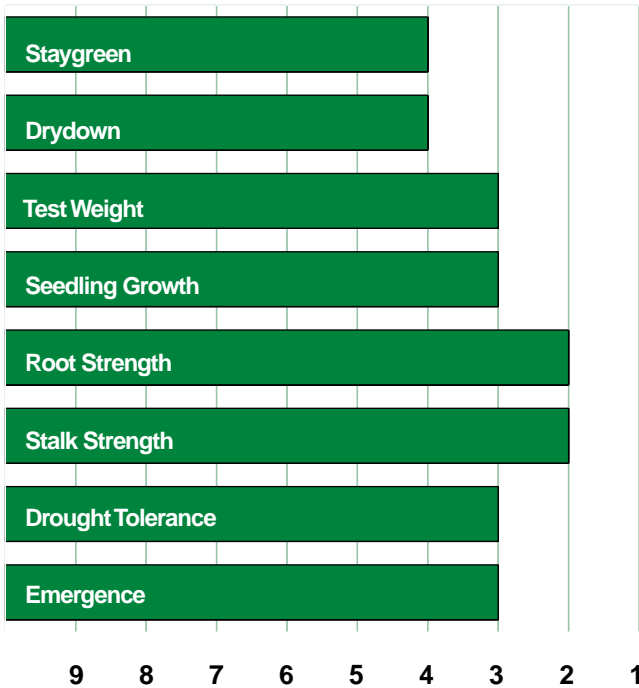 Staygreen
Drydown
Test Weight
Seedling Growth
Root Strength
Stalk Strength
Drought Tolerance
Emergence
9 8 7 6 5 4 3 2 1